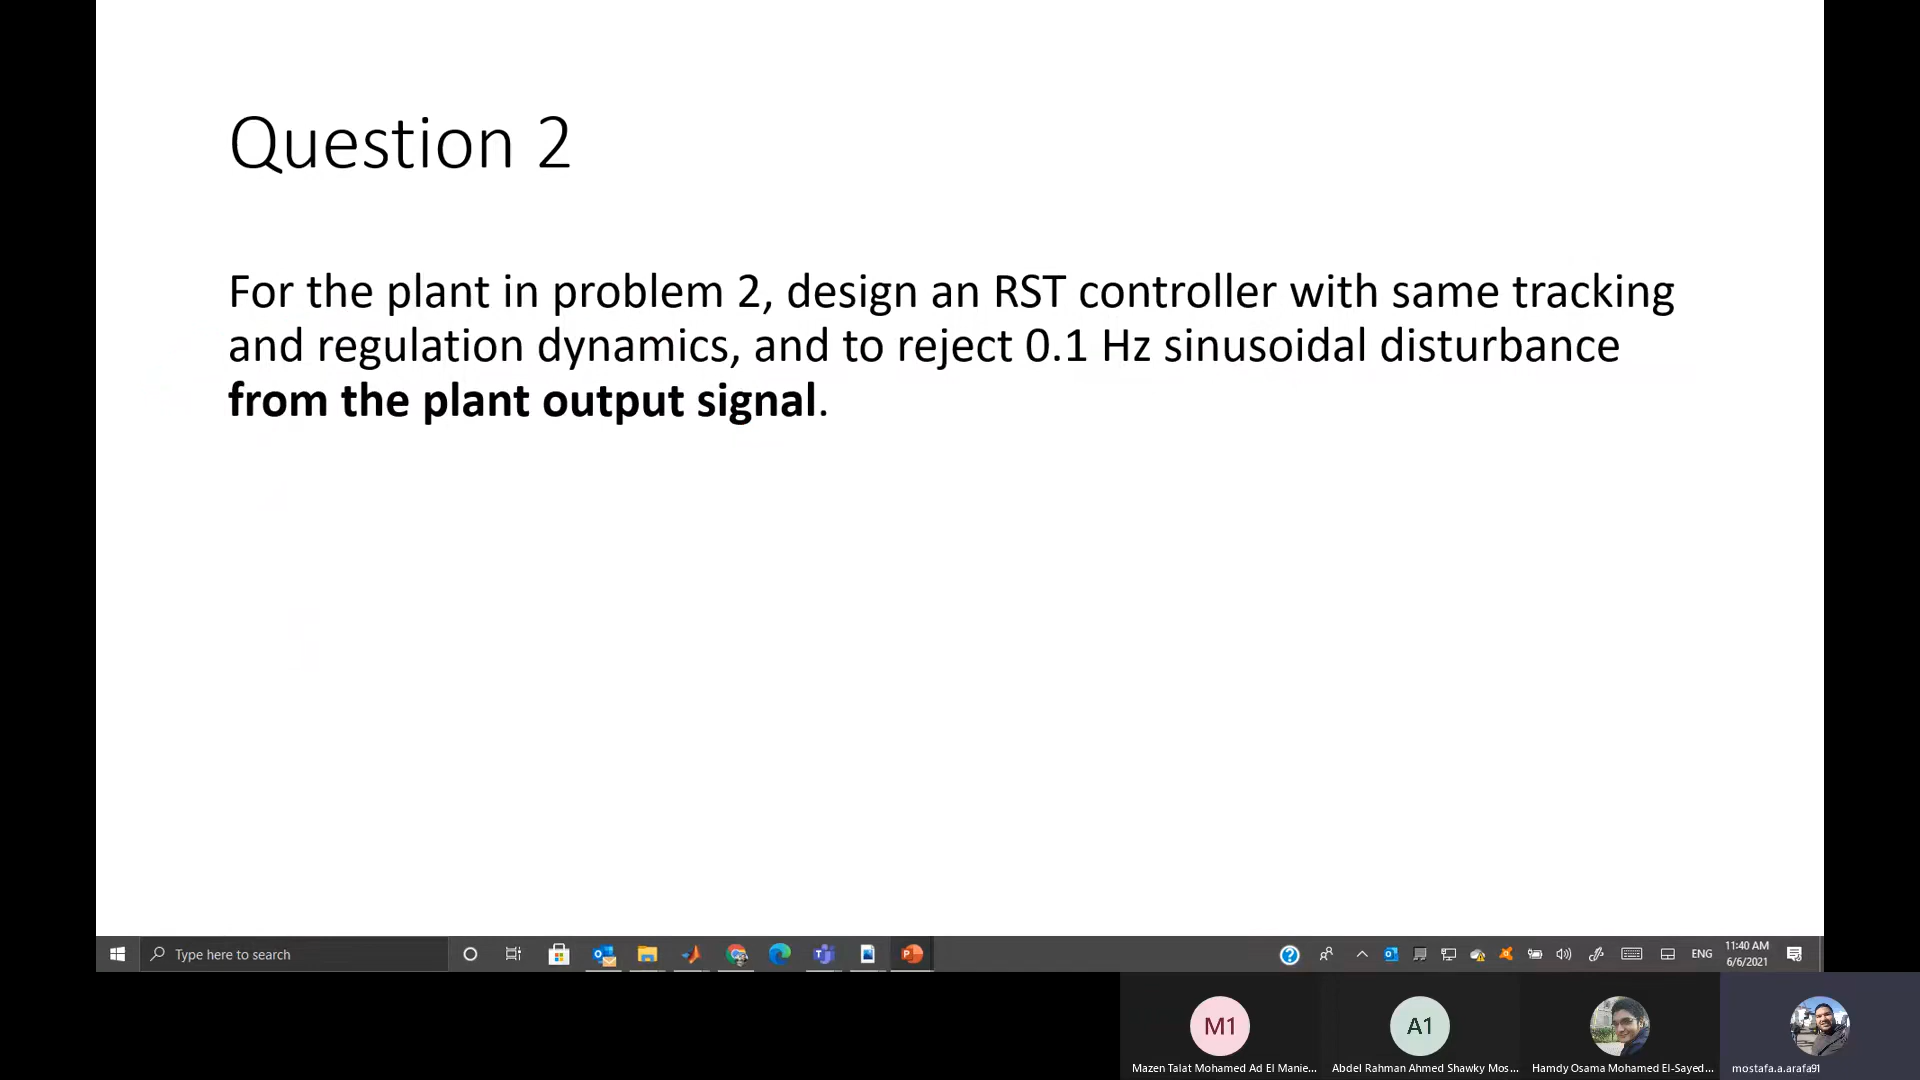 Question 2
For the plant in problem 2, design an RST controller with same tracking
and regulation dynamics, and to reject 0.1 Hz sinusoidal disturbance
from the plant output signal.
Type here to search
ENG
11:40 AM
6/6/2021
M1
A1
Mazen Talat Mohamed Ad El Manie...
Abdel Rahman Ahmed Shawky Mos...
Hamdy Osama Mohamed El-Sayed...
mostafa.a.arafa91